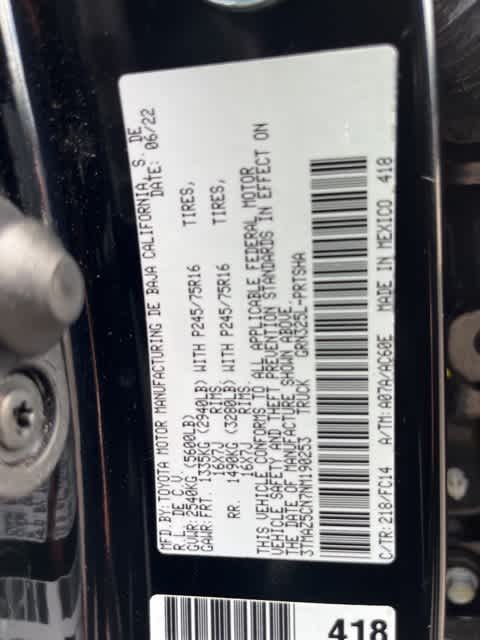 MFD.BY:TOYOTA MOTOR MANUFACTURING DE BAJA CALIFORNIA, S. DE
R.L. DE C.V. DATE: 06/22
GVWR: 2540KG (5600LB)
GAWR: FRT. 1335KG (2940LB) WITH P245/75R16 TIRES,
16X7J RIMS
RR. 1490KG (3280LB) WITH P245/75R16 TIRES,
16X7J RIMS.
THIS VEHICLE CONFORMS TO ALL APPLICABLE FEDERAL MOTOR
VEHICLE SAFETY AND THEFT PREVENTION STANDARDS IN EFFECT ON
THE DATE OF MANUFACTURE SHOWN ABOVE.
3TMAZ5CN7NM190253 TRUCK GRN325L-PRTSHA
C/TR:218/FC14 A/TM:A07A/AC60E MADE IN MEXICO 418
418